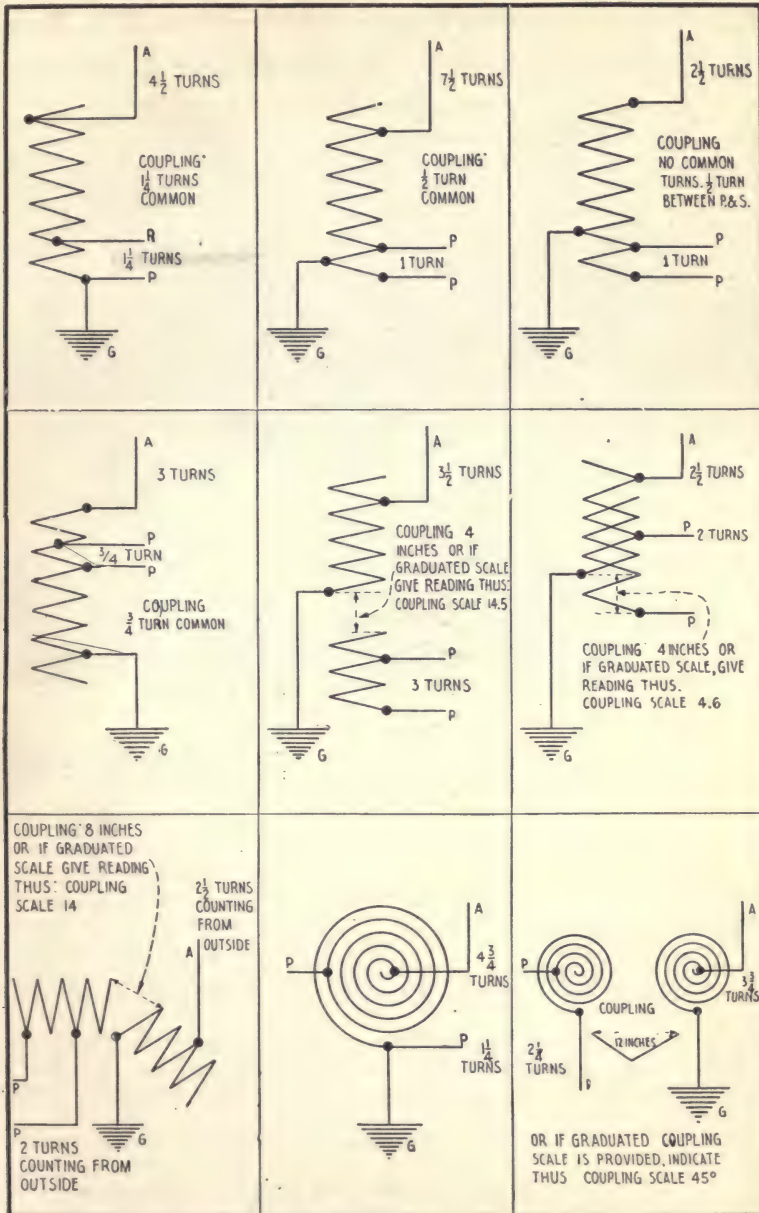 A
4 1/2 TURNS
COUPLING
1 1/4 TURNS
COMMON
R
1 1/4 TURNS
P
G
A
7 1/2 TURNS
COUPLING
1/2 TURN
COMMON
P
1 TURN
P
G
A
2 1/2 TURNS
COUPLING
NO COMMON
TURNS. 1/2 TURN
BETWEEN P.&S.
P
1 TURN
P
G
A
3 TURNS
P
3/4 TURN
P
COUPLING
3/4 TURN COMMON
G
A
3 1/2 TURNS
COUPLING 4
INCHES OR IF
GRADUATED SCALE
GIVE READING THUS:
COUPLING SCALE 14.5
P
3 TURNS
P
G
A
2 1/2 TURNS
P 2 TURNS
P
COUPLING 4 INCHES OR
IF GRADUATED SCALE, GIVE
READING THUS.
COUPLING SCALE 4.6
G
COUPLING 8 INCHES
OR IF GRADUATED
SCALE GIVE READING
THUS: COUPLING
SCALE 14
2 1/2 TURNS
COUNTING
FROM
OUTSIDE
A
P
P
G
2 TURNS
COUNTING FROM
OUTSIDE
A
P
4 3/4
TURNS
P
1 1/4
TURNS
G
A
P
3 3/4
TURNS
COUPLING
12 INCHES
2 1/4
TURNS
P
G
OR IF GRADUATED COUPLING
SCALE IS PROVIDED, INDICATE
THUS COUPLING SCALE 45°